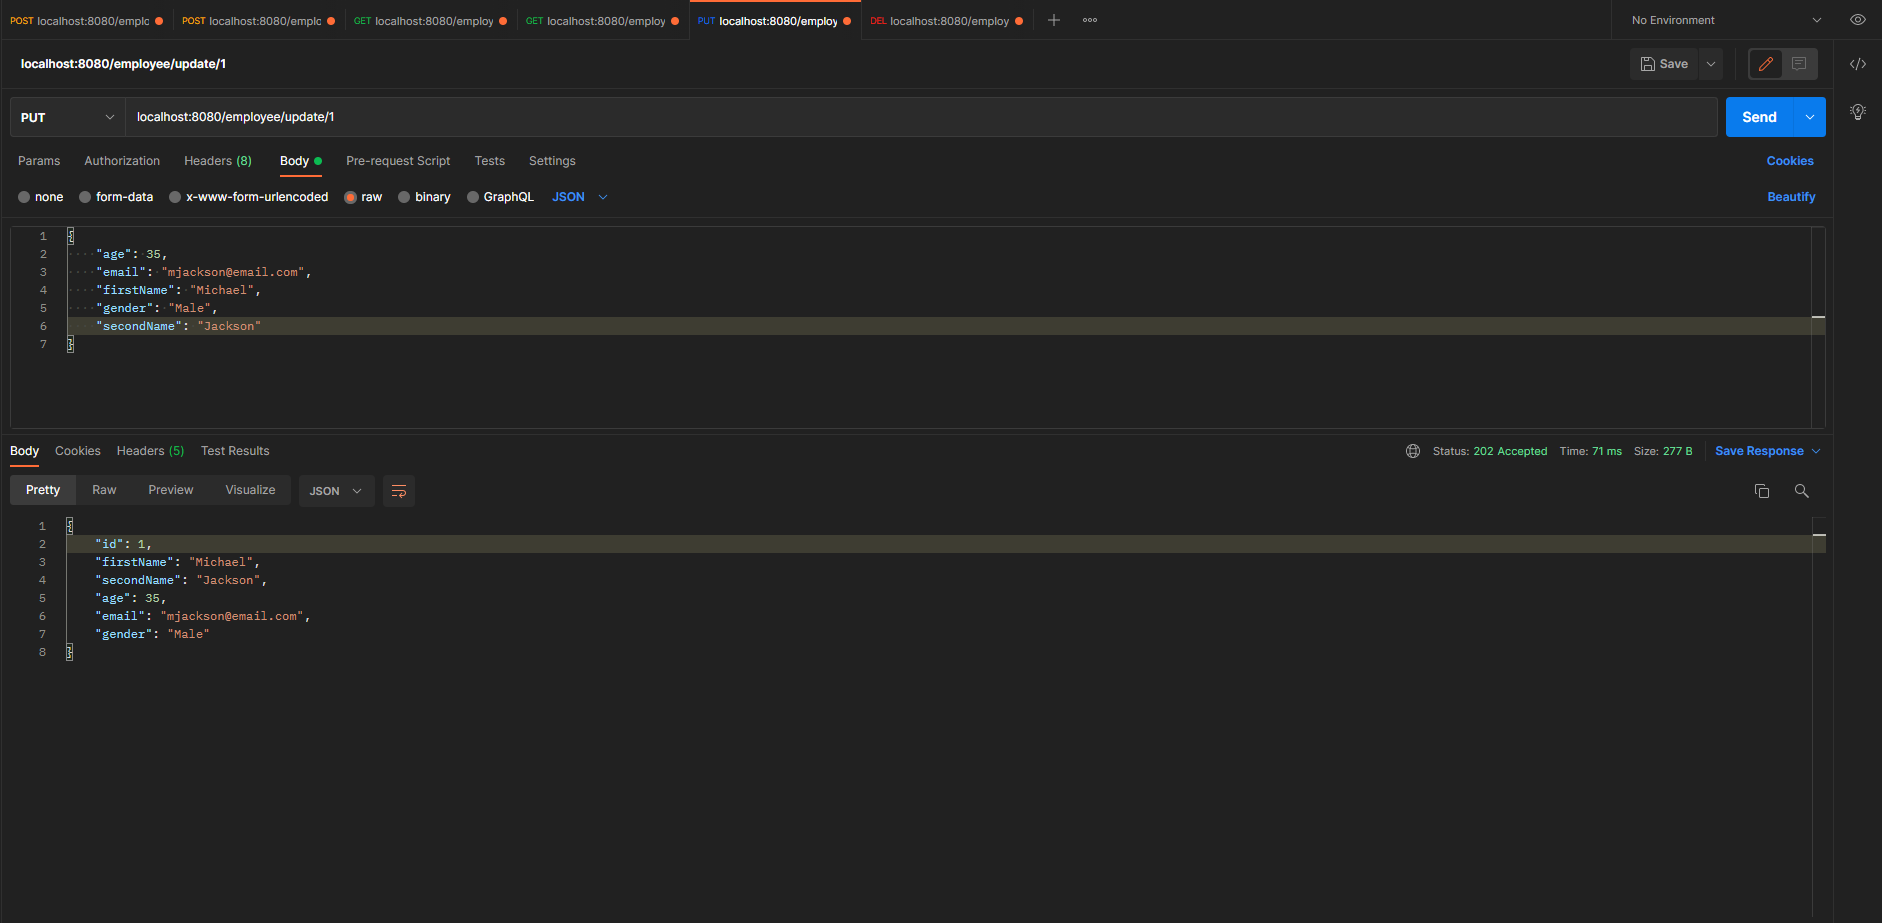 POST localhost:8080/emplc POST localhost:8080/emplc GET localhost:8080/employ GET localhost:8080/employ PUT localhost:8080/employ DEL localhost:8080/employ No Environment
localhost:8080/employee/update/1 Save
PUT localhost:8080/employee/update/1 Send
Params Authorization Headers (8) Body Pre-request Script Tests Settings Cookies
none form-data x-www-form-urlencoded raw binary GraphQL JSON Beautify
1 {
2 "age": 35,
3 "email": "mjackson@email.com",
4 "firstName": "Michael",
5 "gender": "Male",
6 "secondName": "Jackson"
7 }
Body Cookies Headers (5) Test Results Status: 202 Accepted Time: 71 ms Size: 277 B Save Response
Pretty Raw Preview Visualize JSON
1 {
2 "id": 1,
3 "firstName": "Michael",
4 "secondName": "Jackson",
5 "age": 35,
6 "email": "mjackson@email.com",
7 "gender": "Male"
8 }